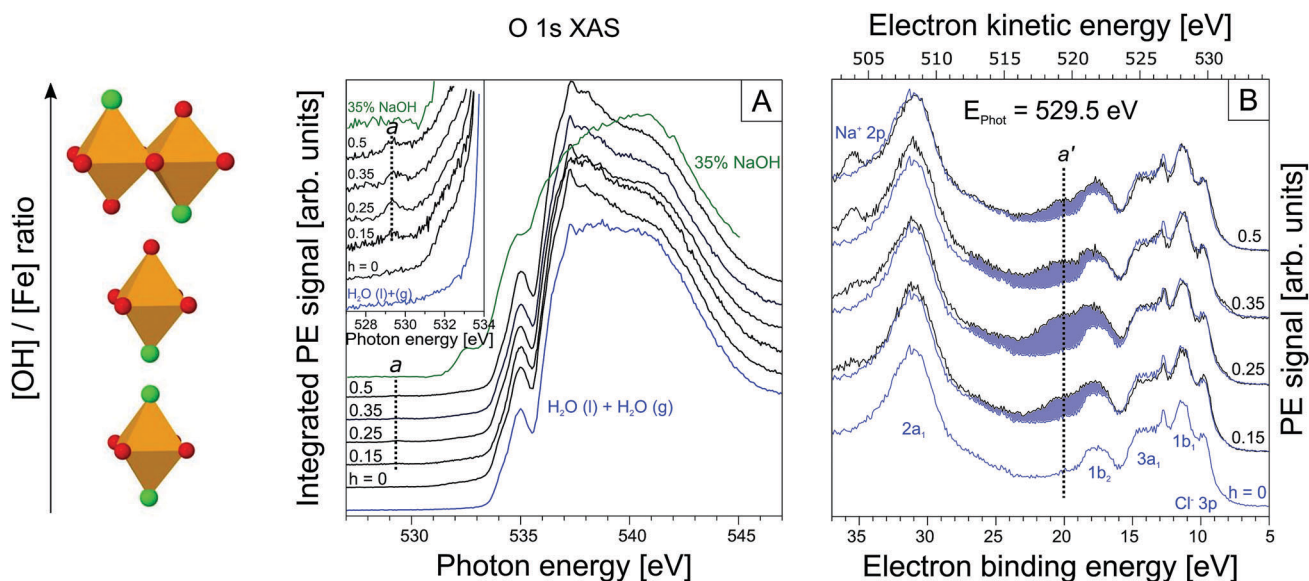 O 1s XAS
[OH] / [Fe] ratio
A
Integrated PE signal [arb. units]
35% NaOH
a
0.5
0.35
0.25
0.15
h = 0
H₂O (l)+(g)
528 530 532 534
Photon energy [eV]
35% NaOH
a
0.5
0.35
0.25
0.15
h = 0
H₂O (l) + H₂O (g)
530 535 540 545
Photon energy [eV]
Electron kinetic energy [eV]
505 510 515 520 525 530
B
E_Phot = 529.5 eV
Na⁺ 2p
a'
0.5
0.35
0.25
0.15
2a₁
1b₂
3a₁
1b₁
Cl⁻ 3p
h = 0
PE signal [arb. units]
35 30 25 20 15 10 5
Electron binding energy [eV]